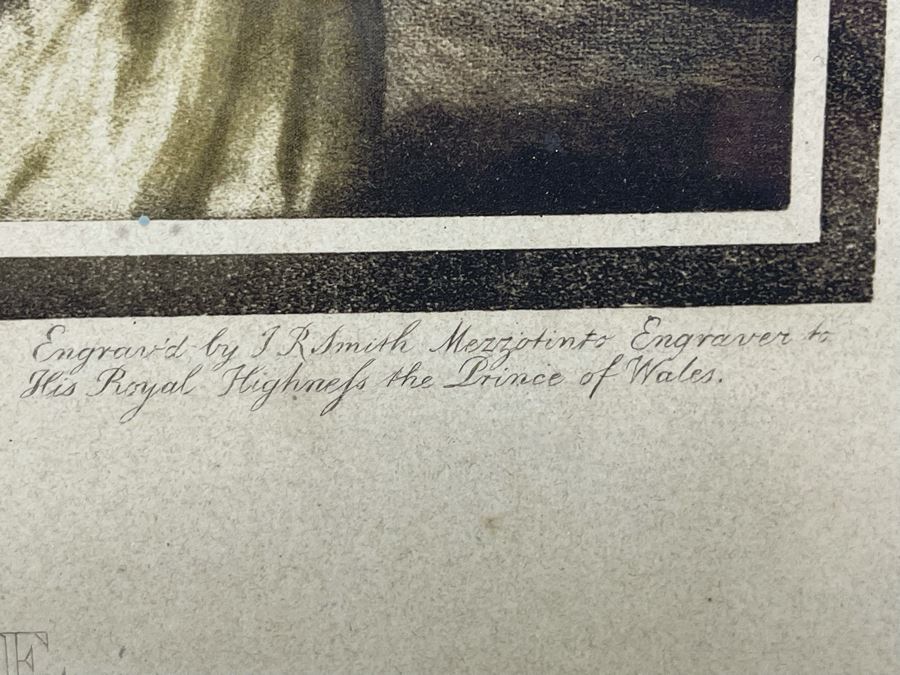 Engrav'd by J R Smith Mezzotinto Engraver to
His Royal Highneſs the Prince of Wales.
E